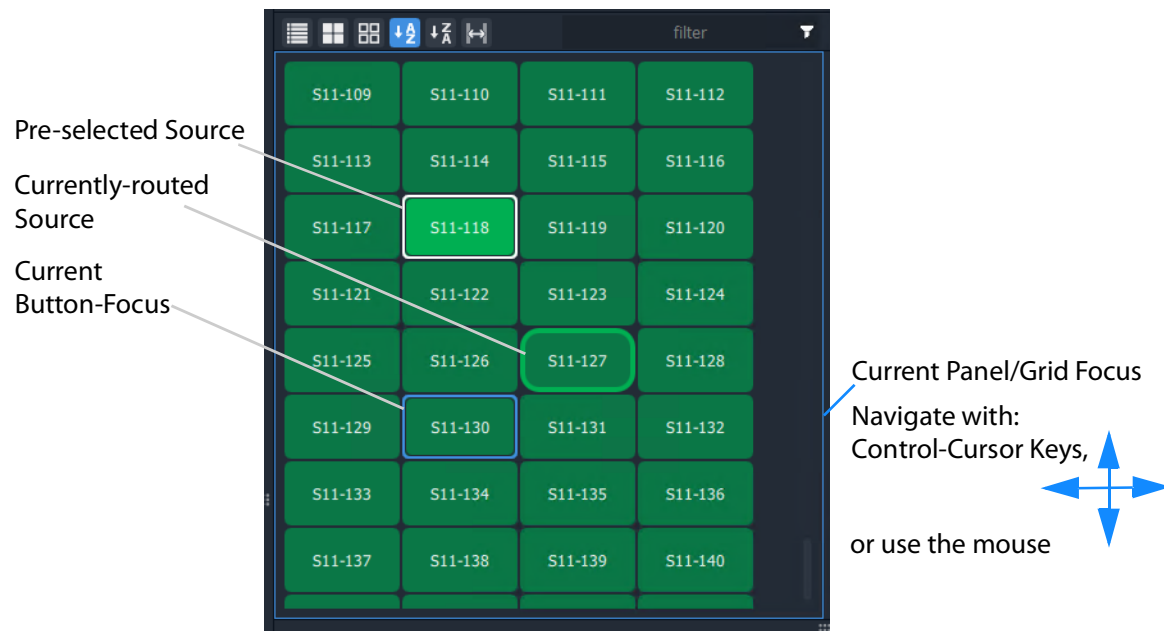 filter
S11-109 S11-110 S11-111 S11-112
Pre-selected Source
S11-113 S11-114 S11-115 S11-116
Currently-routed
Source
S11-117 S11-118 S11-119 S11-120
Current
Button-Focus
S11-121 S11-122 S11-123 S11-124
S11-125 S11-126 S11-127 S11-128
S11-129 S11-130 S11-131 S11-132
S11-133 S11-134 S11-135 S11-136
S11-137 S11-138 S11-139 S11-140
Current Panel/Grid Focus
Navigate with:
Control-Cursor Keys,
or use the mouse